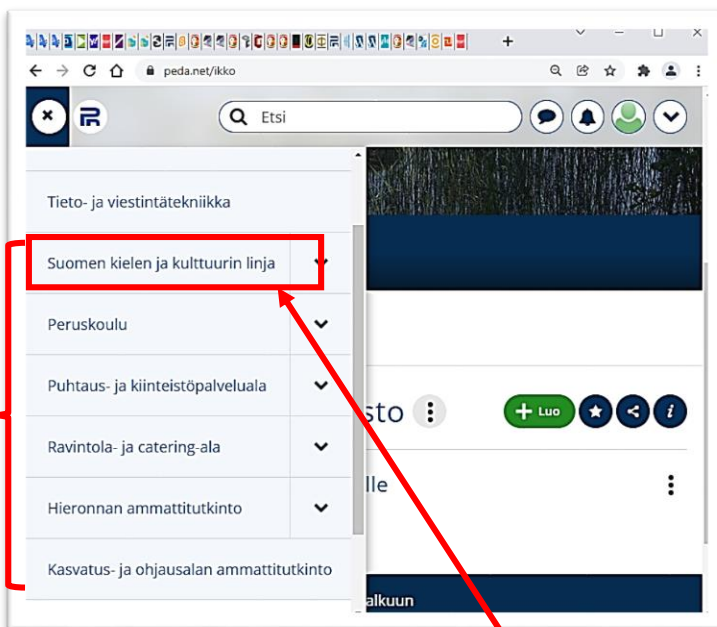 peda.net/ikko
Etsi
Tieto- ja viestintätekniikka
Suomen kielen ja kulttuurin linja
Peruskoulu
Puhtaus- ja kiinteistöpalveluala
sto
+ Luo
Ravintola- ja catering-ala
lle
Hieronnan ammattitutkinto
Kasvatus- ja ohjausalan ammattitutkinto
alkuun